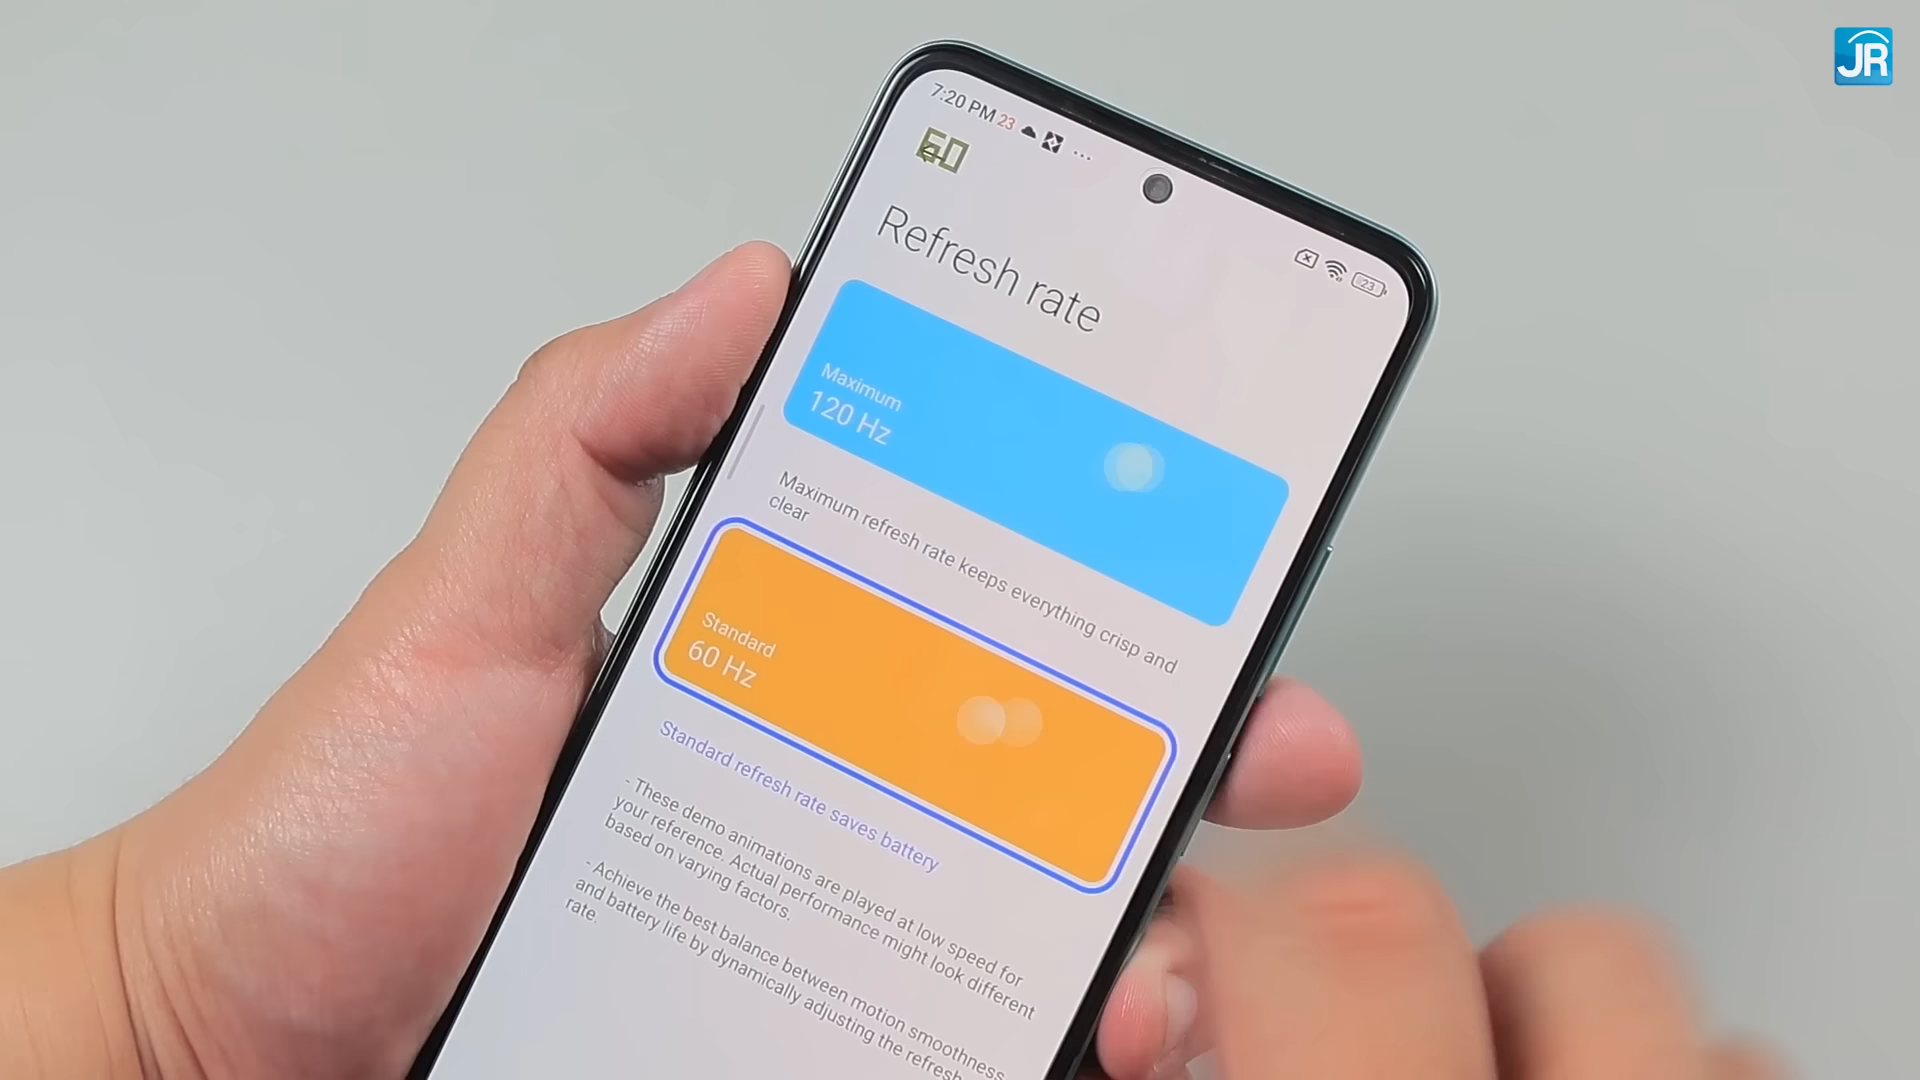 JR
7:20 PM 23
60
23
Refresh rate
Maximum
120 Hz
Maximum refresh rate keeps everything crisp and
clear
Standard
60 Hz
Standard refresh rate saves battery
- These demo animations are played at low speed for
your reference. Actual performance might look different
based on varying factors.
- Achieve the best balance between motion smoothness
and battery life by dynamically adjusting the refresh
rate.